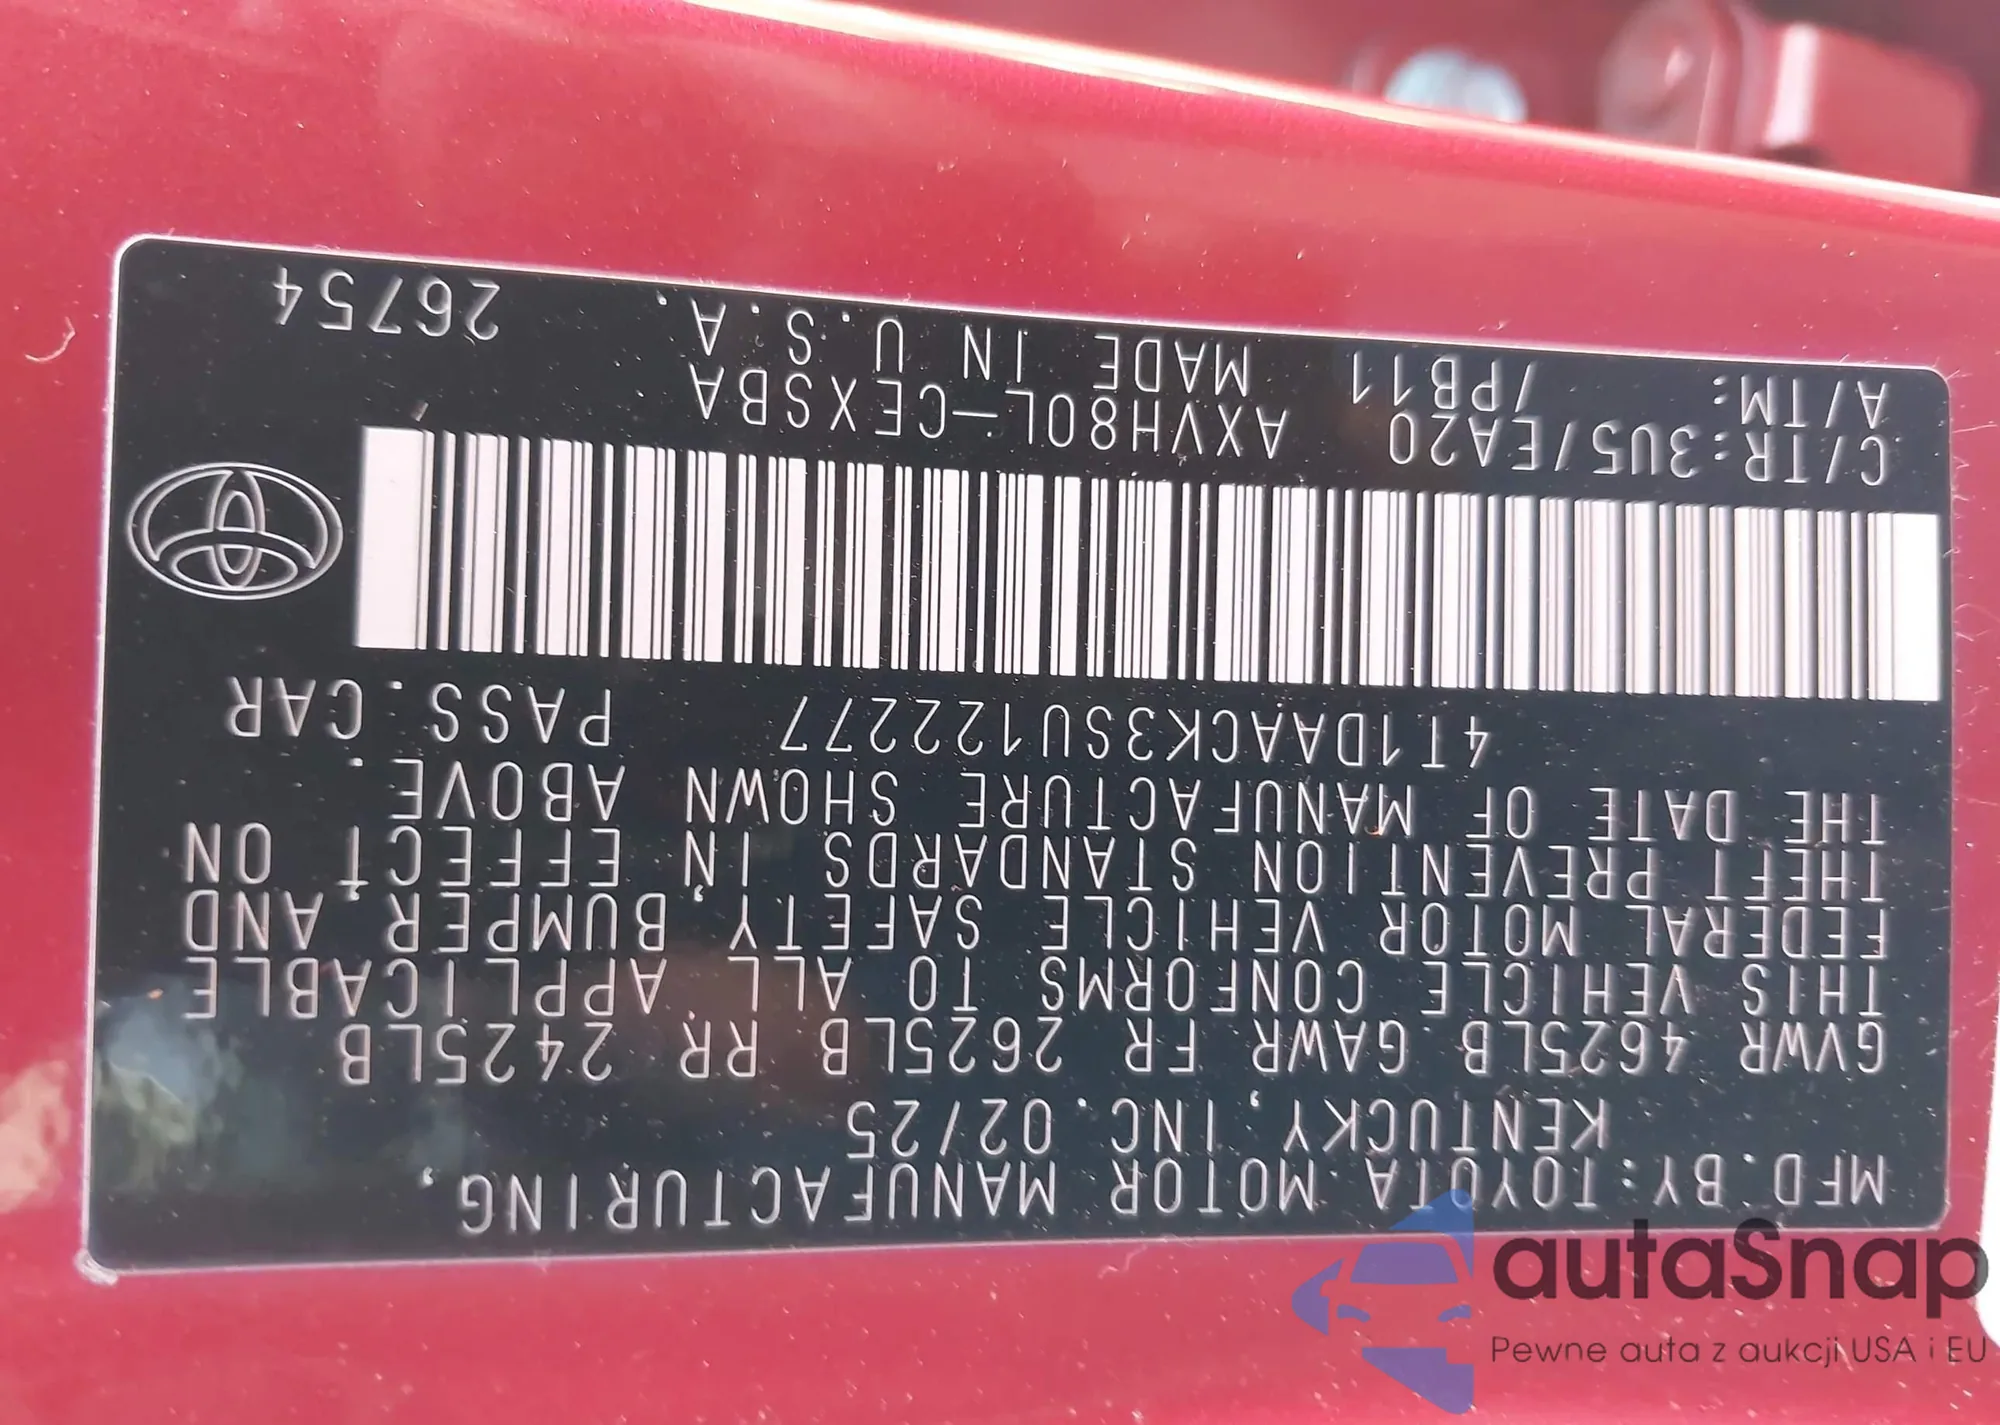 MFD.BY:TOYOTA MOTOR MANUFACTURING,
KENTUCKY,INC.02/25
GVWR 4625LB GAWR FR 2625LB RR 2425LB
THIS VEHICLE CONFORMS TO ALL APPLICABLE
FEDERAL MOTOR VEHICLE SAFETY,BUMPER,AND
THEFT PREVENTION STANDARDS IN EFFECT ON
THE DATE OF MANUFACTURE SHOWN ABOVE.
4T1DAACK3SU122277 PASS.CAR
C/TR:3U5/EA20 AXVH80L-CEXSBA
A/TM: /PB11 MADE IN U.S.A. 26754
autaSnap
Pewne auta z aukcji USA i EU